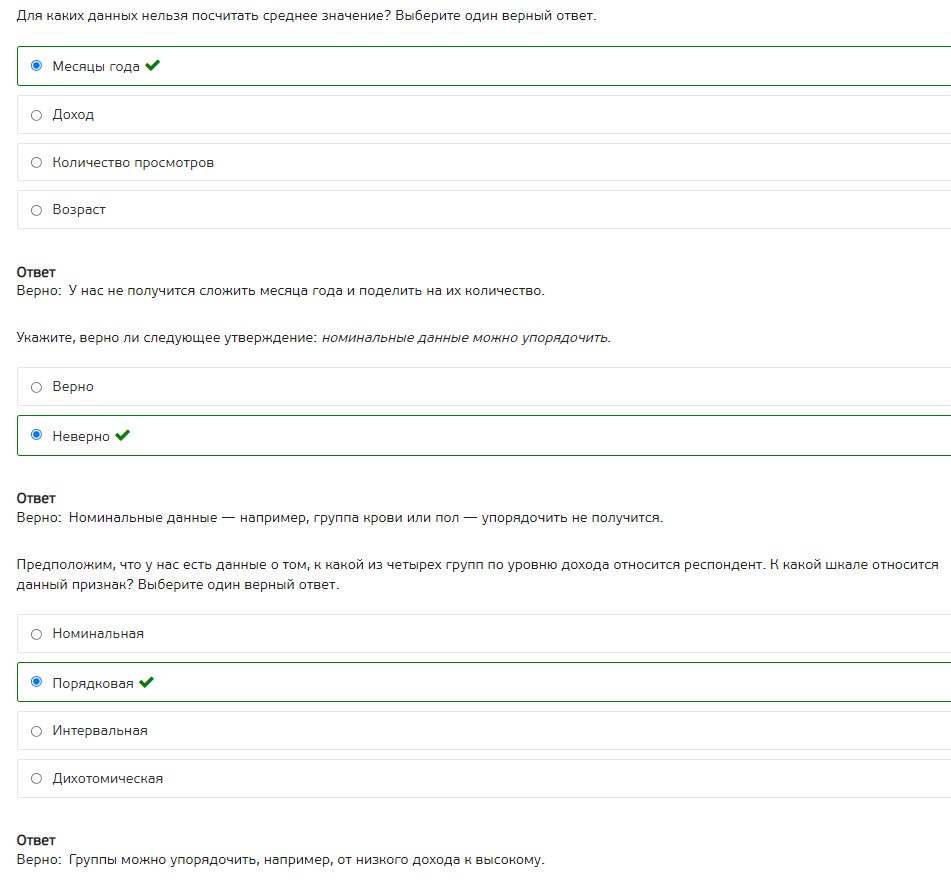 Для каких данных нельзя посчитать среднее значение? Выберите один верный ответ.
Месяцы года
Доход
Количество просмотров
Возраст
Ответ
Верно: У нас не получится сложить месяца года и поделить на их количество.
Укажите, верно ли следующее утверждение: номинальные данные можно упорядочить.
Верно
Неверно
Ответ
Верно: Номинальные данные — например, группа крови или пол — упорядочить не получится.
Предположим, что у нас есть данные о том, к какой из четырех групп по уровню дохода относится респондент. К какой шкале относится
данный признак? Выберите один верный ответ.
Номинальная
Порядковая
Интервальная
Дихотомическая
Ответ
Верно: Группы можно упорядочить, например, от низкого дохода к высокому.